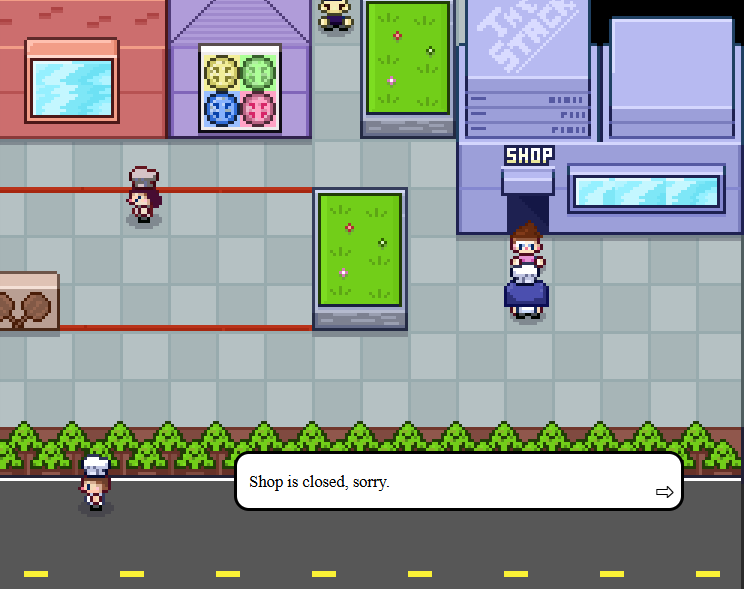 THE
STACK
SHOP
Shop is closed, sorry.
⇨